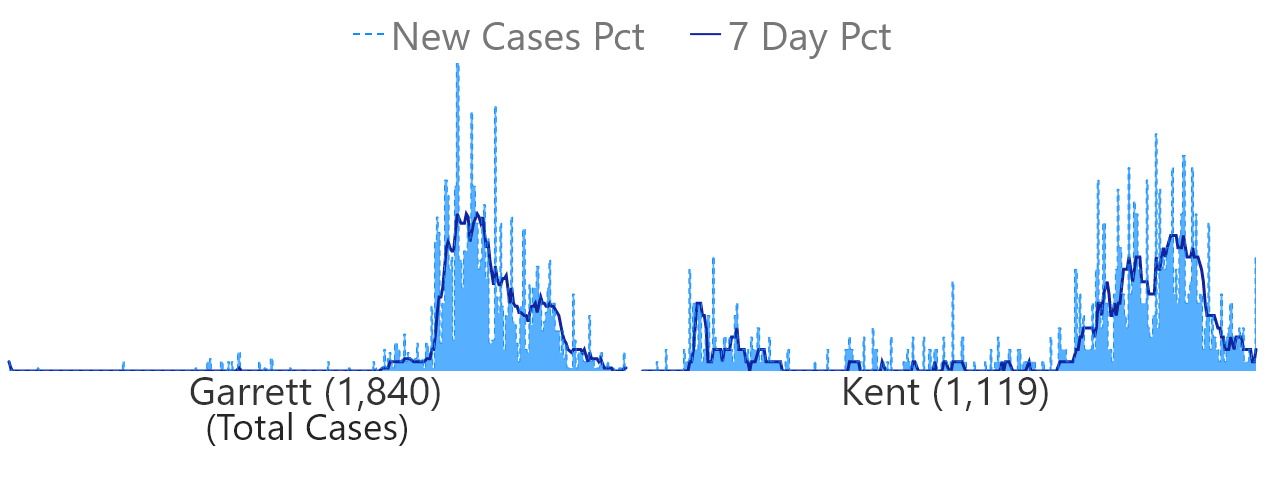 New Cases Pct 7 Day Pct
Garrett (1,840) Kent (1,119)
(Total Cases)